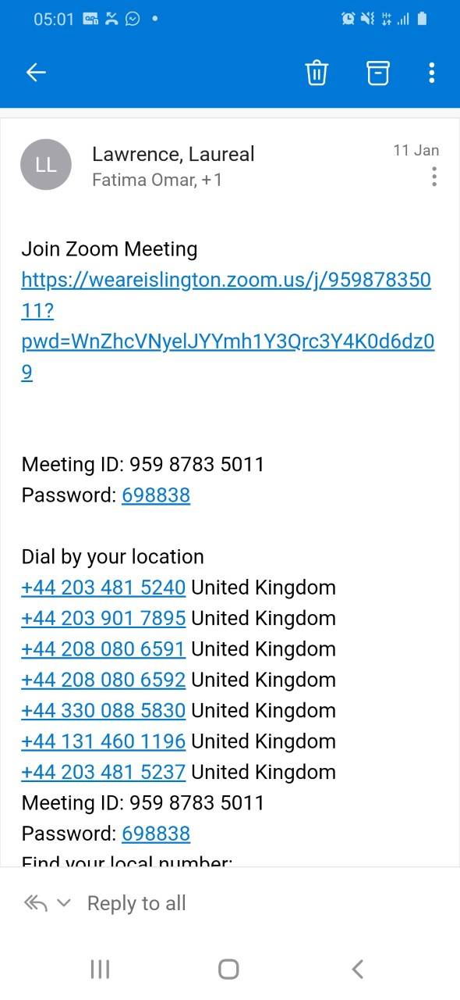 05:01
LL
Lawrence, Laureal
11 Jan
Fatima Omar, +1
Join Zoom Meeting
https://weareislington.zoom.us/j/959878350
11?
pwd=WnZhcVNyelJYYmh1Y3Qrc3Y4K0d6dz0
9
Meeting ID: 959 8783 5011
Password: 698838
Dial by your location
+44 203 481 5240 United Kingdom
+44 203 901 7895 United Kingdom
+44 208 080 6591 United Kingdom
+44 208 080 6592 United Kingdom
+44 330 088 5830 United Kingdom
+44 131 460 1196 United Kingdom
+44 203 481 5237 United Kingdom
Meeting ID: 959 8783 5011
Password: 698838
Find your local number:
Reply to all